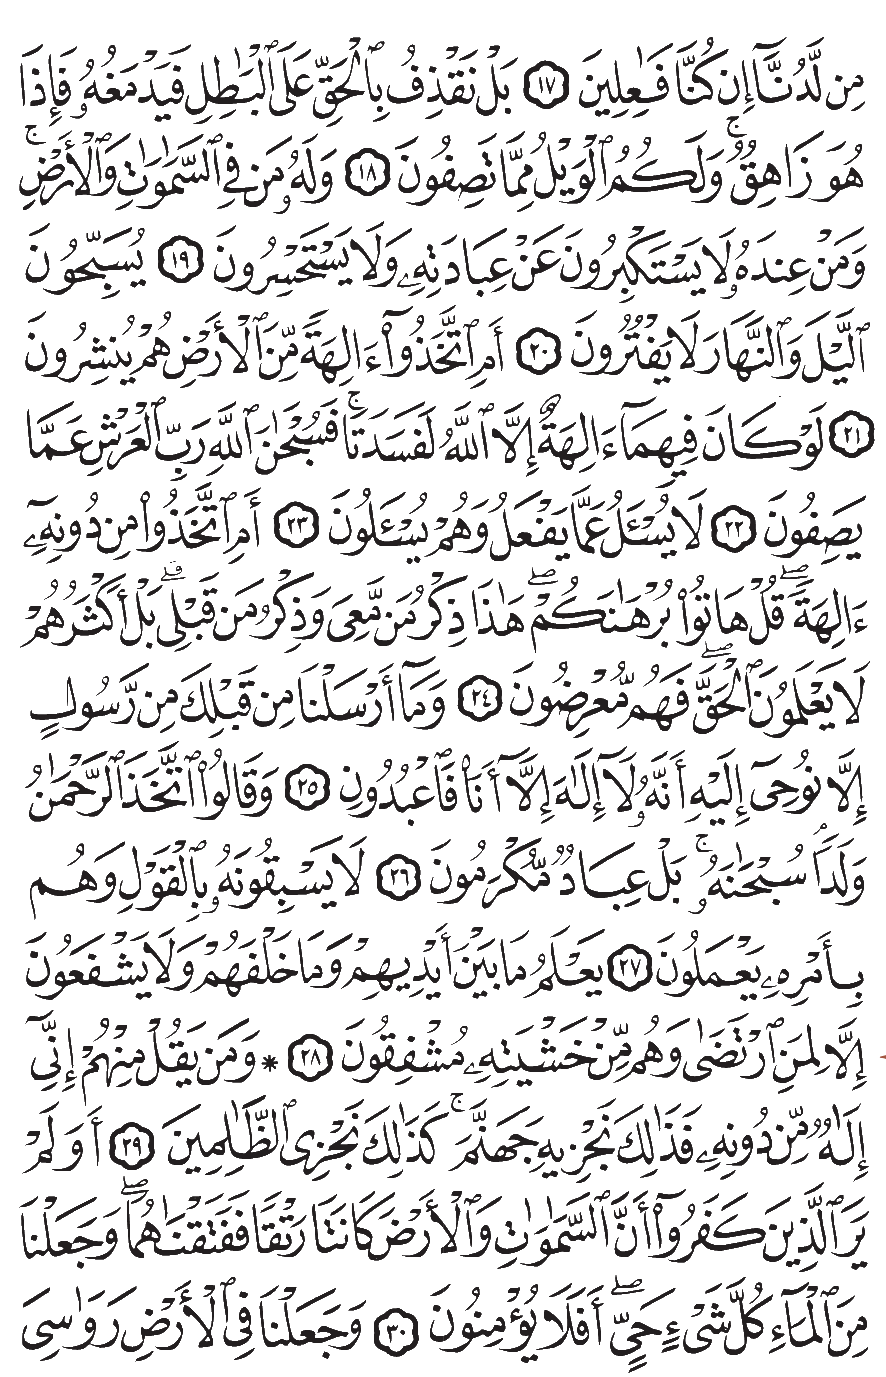 مِن لَّدُنَّآ إِن كُنَّا فَٰعِلِينَ ١٧ بَلْ نَقْذِفُ بِٱلْحَقِّ عَلَى ٱلْبَٰطِلِ فَيَدْمَغُهُۥ فَإِذَا
هُوَ زَاهِقٌۚ وَلَكُمُ ٱلْوَيْلُ مِمَّا تَصِفُونَ ١٨ وَلَهُۥ مَن فِى ٱلسَّمَٰوَٰتِ وَٱلْأَرْضِۚ
وَمَنْ عِندَهُۥ لَا يَسْتَكْبِرُونَ عَنْ عِبَادَتِهِۦ وَلَا يَسْتَحْسِرُونَ ١٩ يُسَبِّحُونَ
ٱلَّيْلَ وَٱلنَّهَارَ لَا يَفْتُرُونَ ٢٠ أَمِ ٱتَّخَذُوٓا۟ ءَالِهَةً مِّنَ ٱلْأَرْضِ هُمْ يُنشِرُونَ
٢١ لَوْ كَانَ فِيهِمَآ ءَالِهَةٌ إِلَّا ٱللَّهُ لَفَسَدَتَاۚ فَسُبْحَٰنَ ٱللَّهِ رَبِّ ٱلْعَرْشِ عَمَّا
يَصِفُونَ ٢٢ لَا يُسْـَٔلُ عَمَّا يَفْعَلُ وَهُمْ يُسْـَٔلُونَ ٢٣ أَمِ ٱتَّخَذُوا۟ مِن دُونِهِۦٓ
ءَالِهَةًۖ قُلْ هَاتُوا۟ بُرْهَٰنَكُمْۖ هَٰذَا ذِكْرُ مَن مَّعِىَ وَذِكْرُ مَن قَبْلِىۗ بَلْ أَكْثَرُهُمْ
لَا يَعْلَمُونَ ٱلْحَقَّۖ فَهُم مُّعْرِضُونَ ٢٤ وَمَآ أَرْسَلْنَا مِن قَبْلِكَ مِن رَّسُولٍ
إِلَّا نُوحِىٓ إِلَيْهِ أَنَّهُۥ لَآ إِلَٰهَ إِلَّآ أَنَا۠ فَٱعْبُدُونِ ٢٥ وَقَالُوا۟ ٱتَّخَذَ ٱلرَّحْمَٰنُ
وَلَدًاۗ سُبْحَٰنَهُۥۚ بَلْ عِبَادٌ مُّكْرَمُونَ ٢٦ لَا يَسْبِقُونَهُۥ بِٱلْقَوْلِ وَهُم
بِأَمْرِهِۦ يَعْمَلُونَ ٢٧ يَعْلَمُ مَا بَيْنَ أَيْدِيهِمْ وَمَا خَلْفَهُمْ وَلَا يَشْفَعُونَ
إِلَّا لِمَنِ ٱرْتَضَىٰ وَهُم مِّنْ خَشْيَتِهِۦ مُشْفِقُونَ ٢٨ * وَمَن يَقُلْ مِنْهُمْ إِنِّىٓ
إِلَٰهٌ مِّن دُونِهِۦ فَذَٰلِكَ نَجْزِيهِ جَهَنَّمَۚ كَذَٰلِكَ نَجْزِى ٱلظَّٰلِمِينَ ٢٩ أَوَلَمْ
يَرَ ٱلَّذِينَ كَفَرُوٓا۟ أَنَّ ٱلسَّمَٰوَٰتِ وَٱلْأَرْضَ كَانَتَا رَتْقًا فَفَتَقْنَٰهُمَاۖ وَجَعَلْنَا
مِنَ ٱلْمَآءِ كُلَّ شَىْءٍ حَىٍّۖ أَفَلَا يُؤْمِنُونَ ٣٠ وَجَعَلْنَا فِى ٱلْأَرْضِ رَوَٰسِىَ